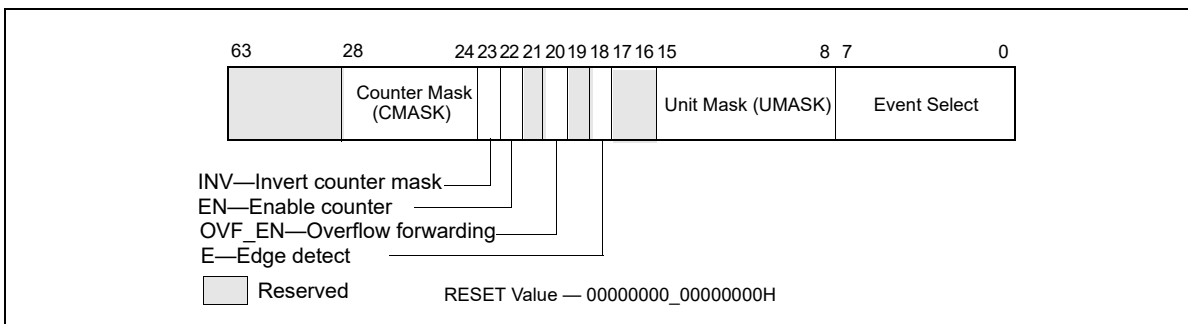 63 28 24 23 22 21 20 19 18 17 16 15 8 7 0
Counter Mask
(CMASK)
Unit Mask (UMASK)
Event Select
INV—Invert counter mask
EN—Enable counter
OVF_EN—Overflow forwarding
E—Edge detect
Reserved
RESET Value — 00000000_00000000H